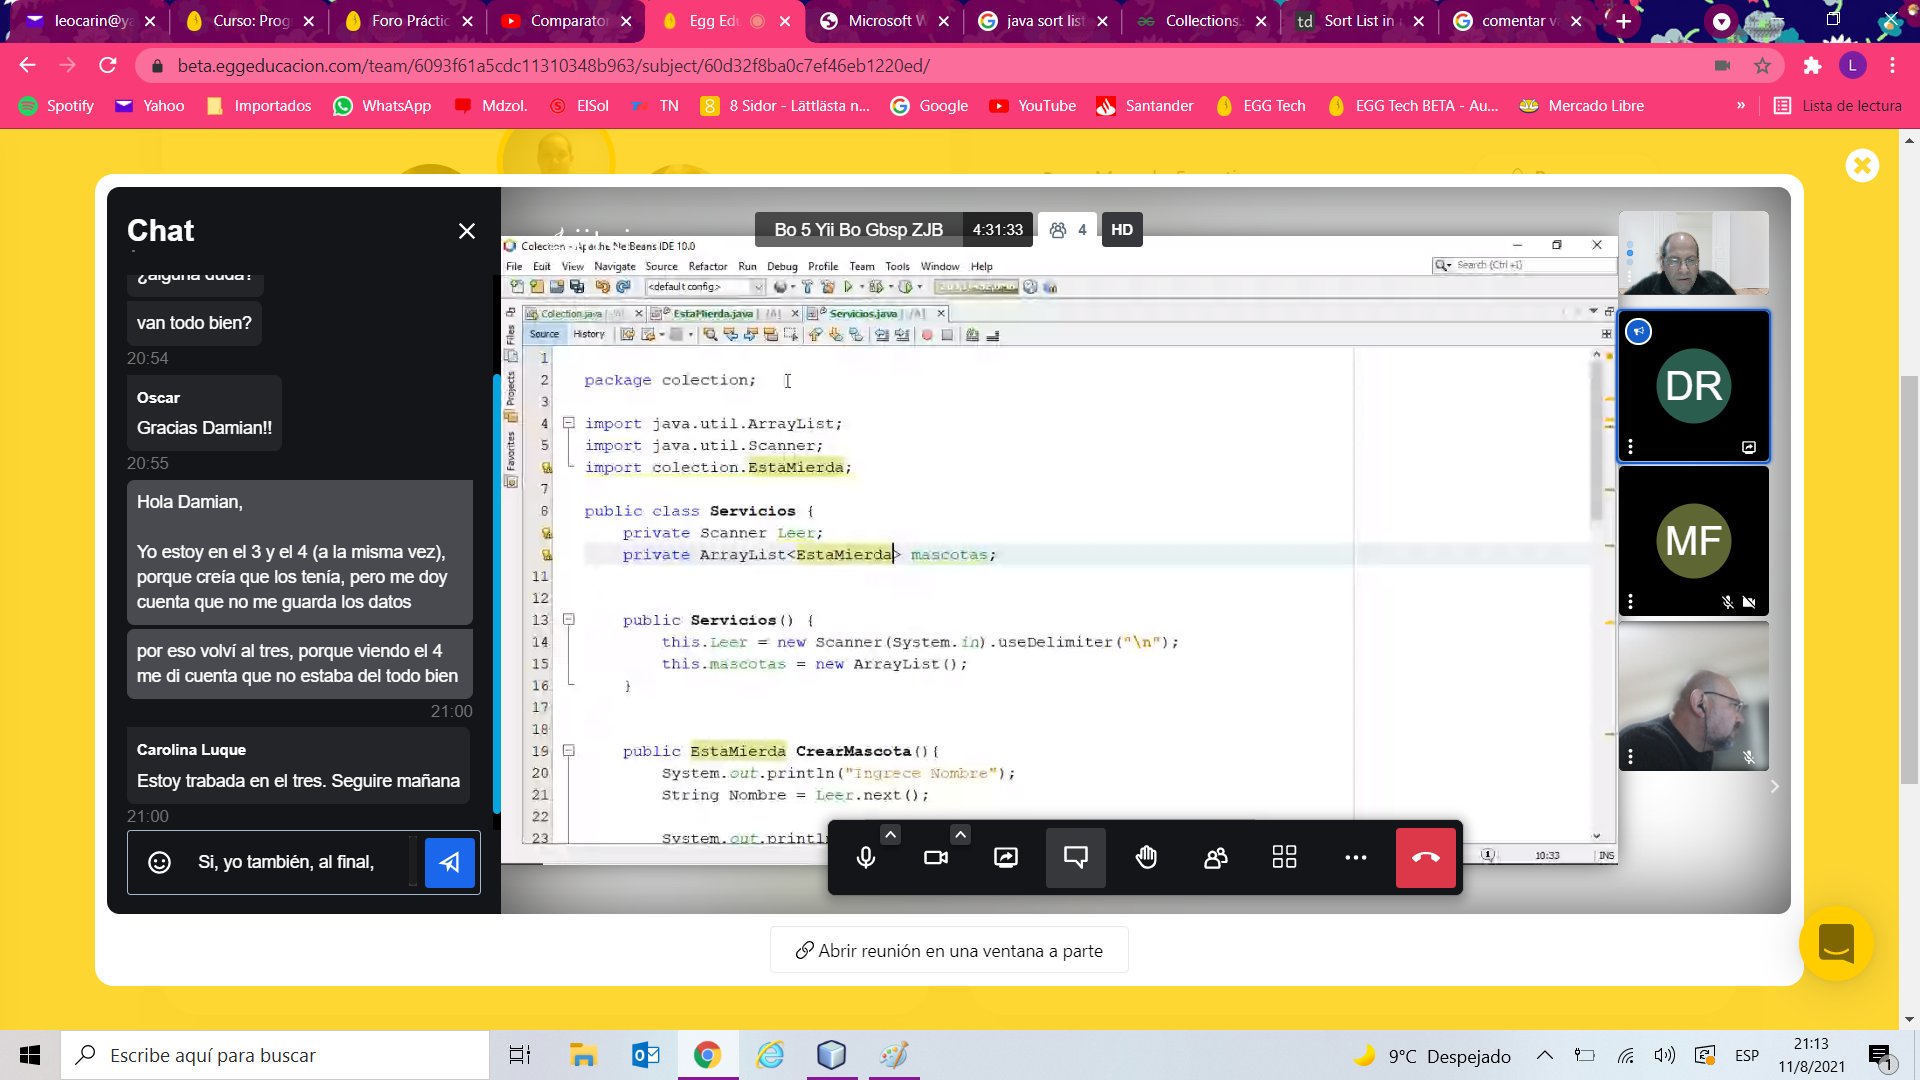 leocarin@ya
Curso: Prog
Foro Práctic
Comparato
Egg Edu
Microsoft W
java sort list
Collections.
Sort List in
comentar v
beta.eggeducacion.com/team/6093f61a5cdc11310348b963/subject/60d32f8ba0c7ef46eb1220ed/
L
Spotify
Yahoo
Importados
WhatsApp
Mdzol.
ElSol
TN
8 Sidor - Lättlästa n...
Google
YouTube
Santander
EGG Tech
EGG Tech BETA - Au...
Mercado Libre
»
Lista de lectura
Chat
¿alguna duda?
van todo bien?
20:54
Oscar
Gracias Damian!!
20:55
Hola Damian,
Yo estoy en el 3 y el 4 (a la misma vez),
porque creía que los tenía, pero me doy
cuenta que no me guarda los datos
por eso volví al tres, porque viendo el 4
me di cuenta que no estaba del todo bien
21:00
Carolina Luque
Estoy trabada en el tres. Seguire mañana
21:00
Si, yo también, al final,
Bo 5 Yii Bo Gbsp ZJB
4:31:33
4
HD
Colection - Apache NetBeans IDE 10.0
File Edit View Navigate Source Refactor Run Debug Profile Team Tools Window Help
Search (Ctrl+I)
<default config>
Colection.java
EstaMierda.java
Servicios.java
Source
History
Files
Projects
Favorites
1
2 package colection;
3
4 import java.util.ArrayList;
5 import java.util.Scanner;
import colection.EstaMierda;
7
8 public class Servicios {
private Scanner Leer;
private ArrayList<EstaMierda> mascotas;
11
12
13 public Servicios() {
14 this.Leer = new Scanner(System.in).useDelimiter("\n");
15 this.mascotas = new ArrayList();
16 }
17
18
19 public EstaMierda CrearMascota(){
20 System.out.println("Ingrece Nombre");
21 String Nombre = Leer.next();
22
23 System.out.println
10:33
INS
DR
MF
Abrir reunión en una ventana a parte
Escribe aquí para buscar
9°C Despejado
ESP
21:13
11/8/2021
1